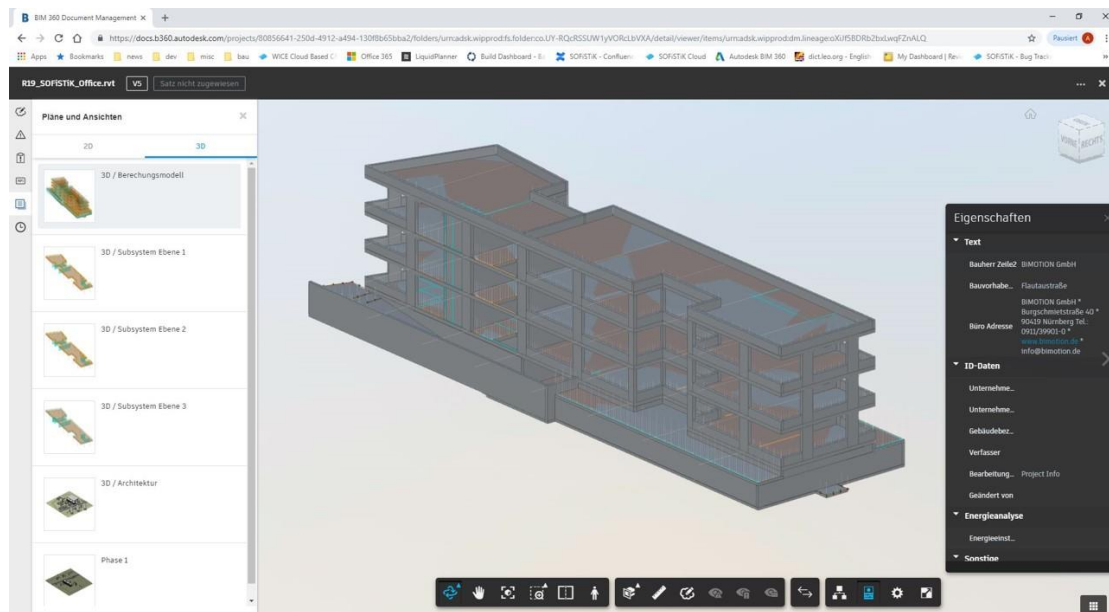 BIM 360 Document Management
https://docs.b360.autodesk.com/projects/80856641-250d-4912-a494-130f8b65bba2/folders/urn:adsk.wipprod:fs.folder:co.UY-RQcRSSUW1yVORcLbVXA/detail/viewer/items/urn:adsk.wipprod:dm.lineage:
Pausiert
Apps Bookmarks news dev misc bau WICE Cloud Based C Office 365 LiquidPlanner Build Dashboard - SOFiSTiK - Confluen SOFiSTiK Cloud Autodesk BIM 360 dict.leo.org - English My Dashboard | Rev SOFiSTiK - Bug Track
R19_SOFiSTiK_Office.rvt V5 Satz nicht zugewiesen
Pläne und Ansichten
2D 3D
3D / Berechungsmodell
3D / Subsystem Ebene 1
3D / Subsystem Ebene 2
3D / Subsystem Ebene 3
3D / Architektur
Phase 1
VORNE RECHTS
Eigenschaften
Text
Bauherr Zeile2 BIMOTION GmbH
Bauvorhabe... Flautaustraße
Büro Adresse BIMOTION GmbH *
Burgschmietstraße 40 *
90419 Nürnberg Tel.:
0911/39901-0 *
www.bimotion.de *
info@bimotion.de
ID-Daten
Unternehme...
Unternehme...
Gebäudebez...
Verfasser
Bearbeitung... Project Info
Geändert von
Energieanalyse
Energieeinst...
Sonstige